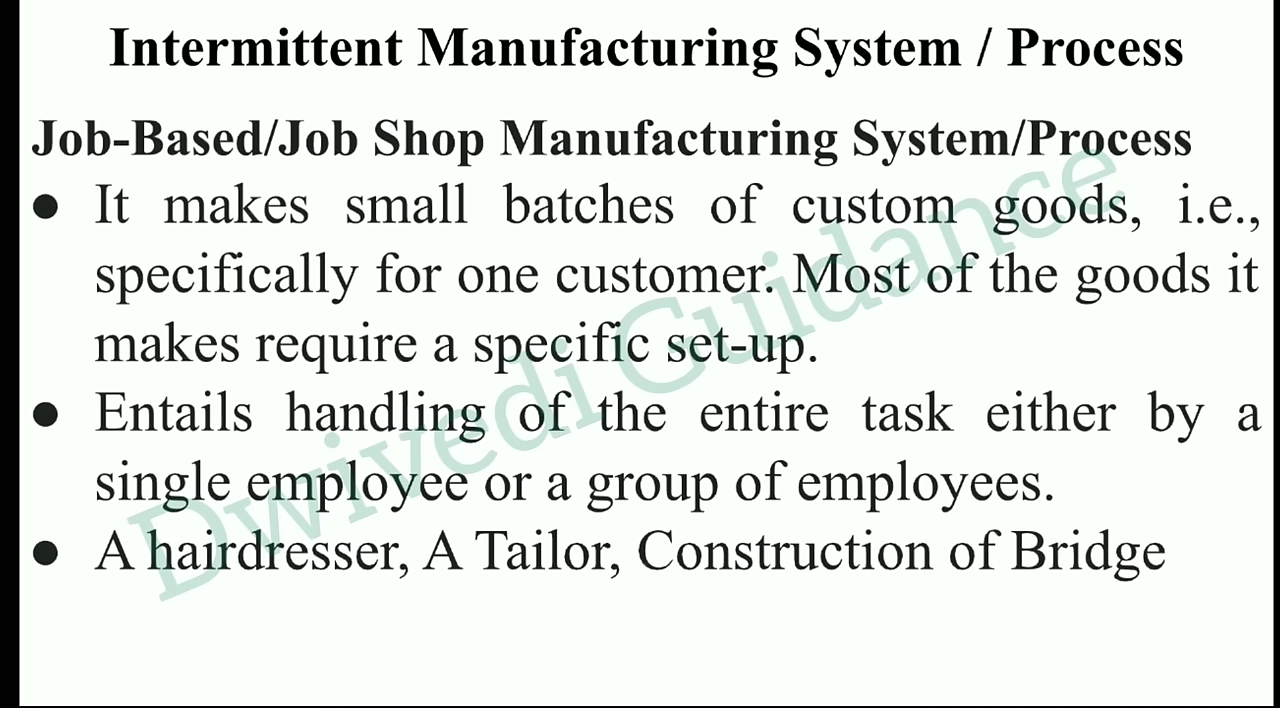 Intermittent Manufacturing System / Process
Job-Based/Job Shop Manufacturing System/Process
● It makes small batches of custom goods, i.e.,
specifically for one customer. Most of the goods it
makes require a specific set-up.
● Entails handling of the entire task either by a
single employee or a group of employees.
● A hairdresser, A Tailor, Construction of Bridge
Dwivedi Guidance